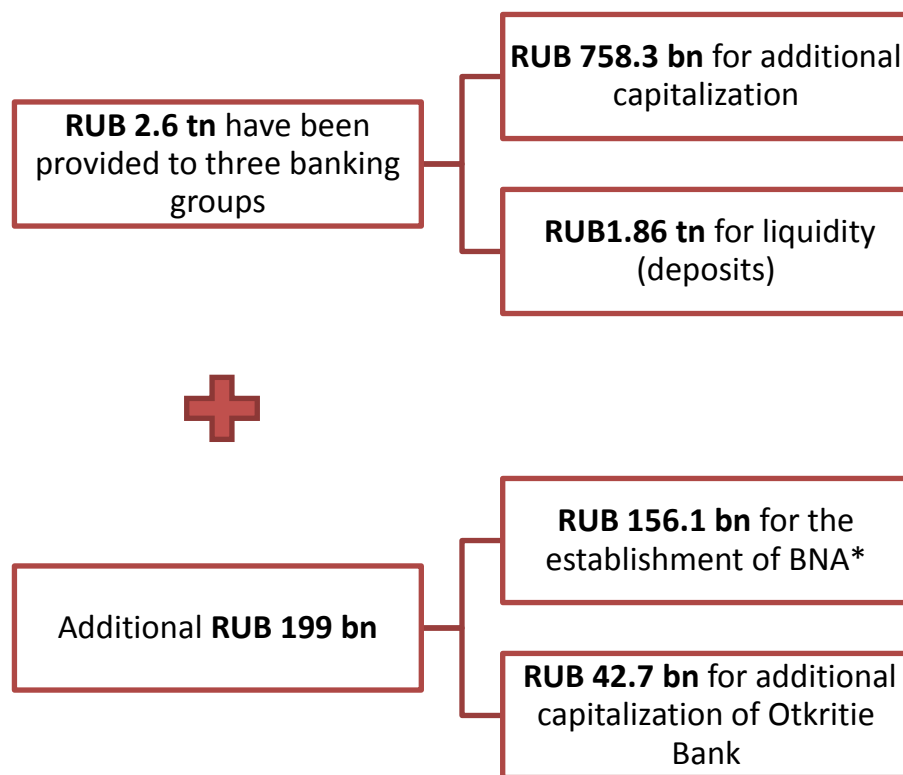 RUB 2.6 tn have been
provided to three banking
groups
RUB 758.3 bn for additional
capitalization
RUB1.86 tn for liquidity
(deposits)
Additional RUB 199 bn
RUB 156.1 bn for the
establishment of BNA*
RUB 42.7 bn for additional
capitalization of Otkritie
Bank